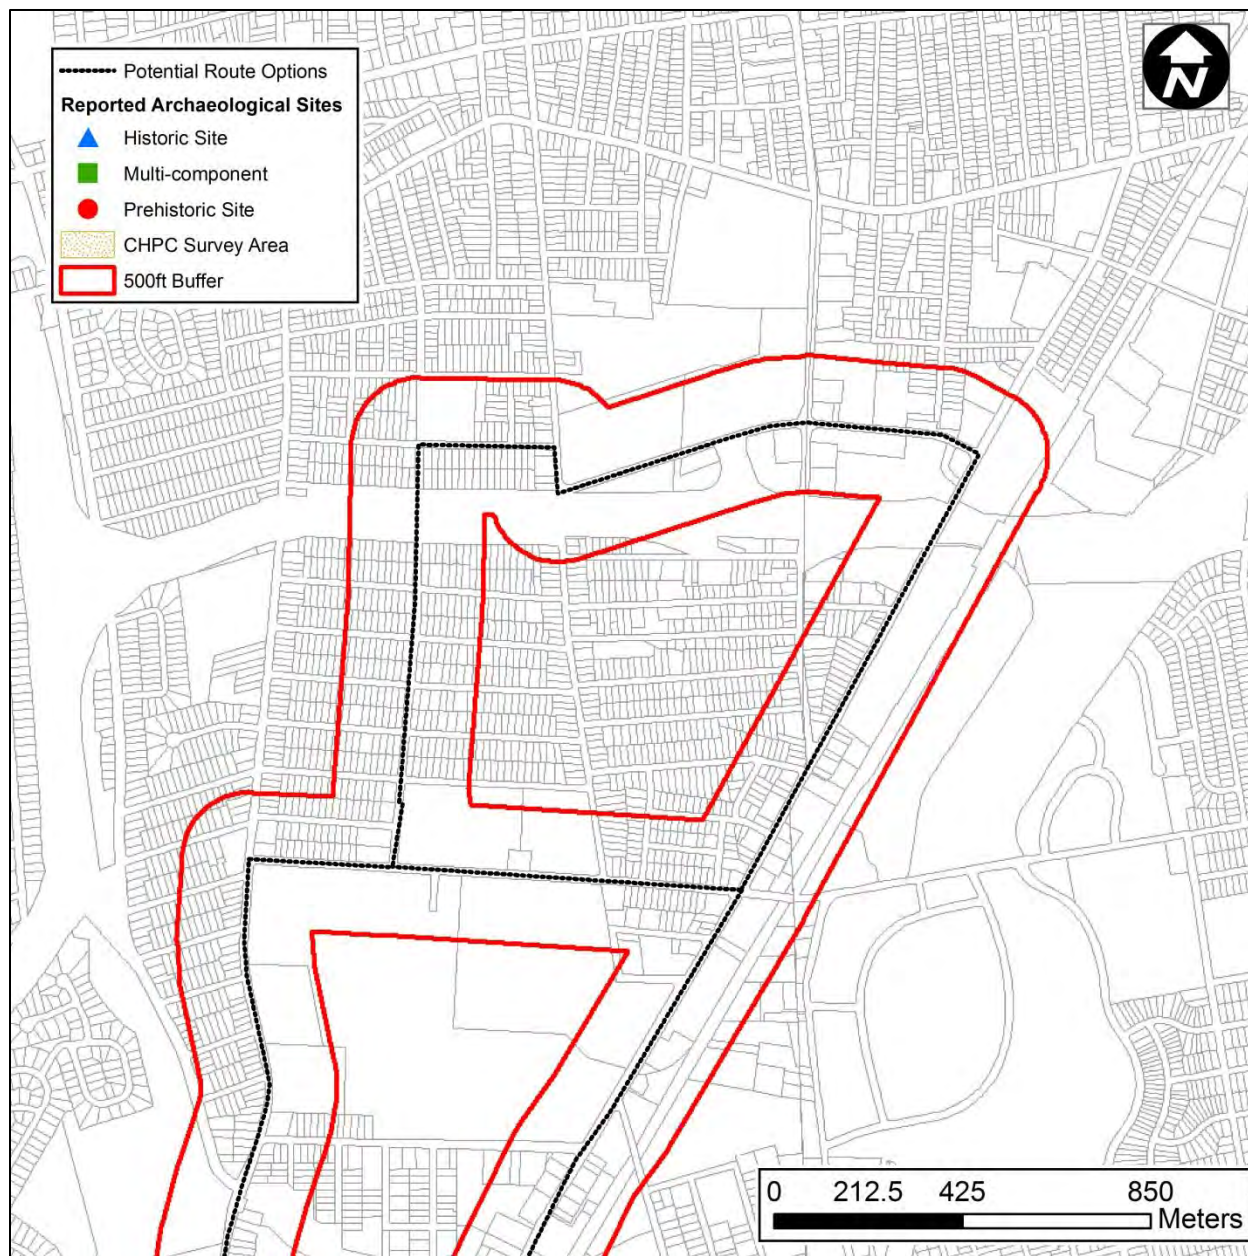 Potential Route Options
Reported Archaeological Sites
Historic Site
Multi-component
Prehistoric Site
CHPC Survey Area
500ft Buffer
N
0 212.5 425 850
Meters